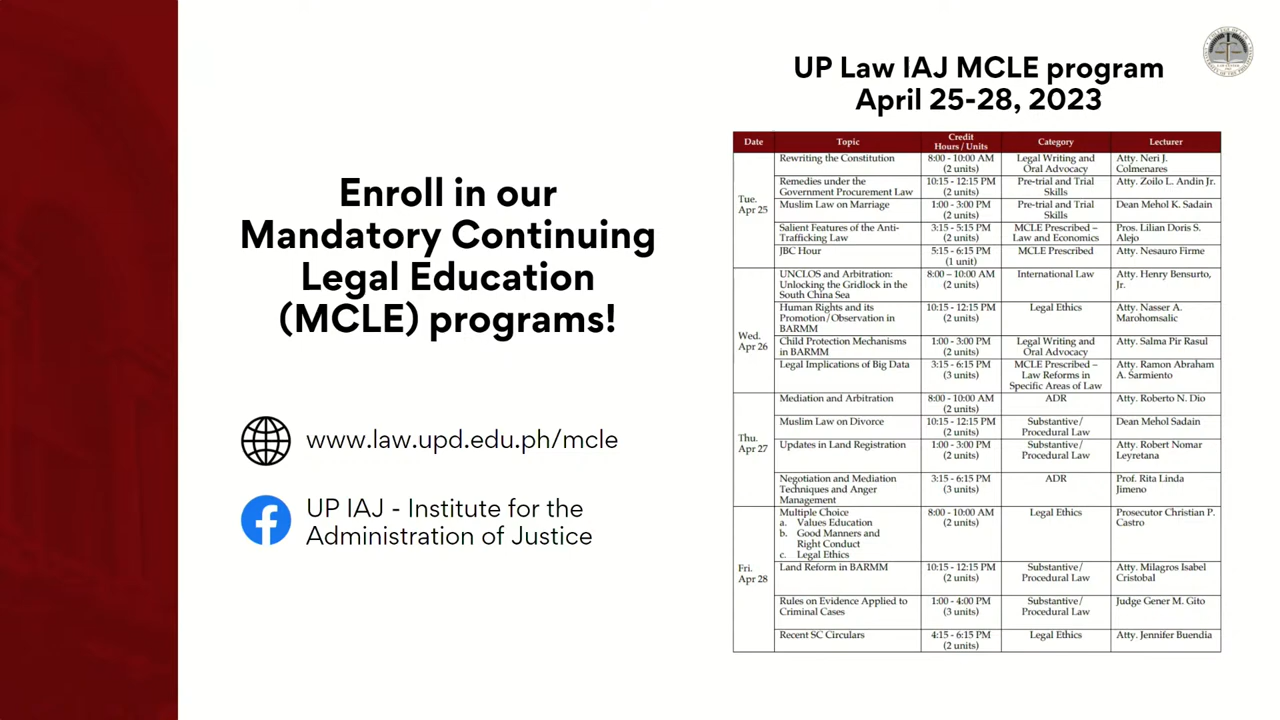 Enroll in our
Mandatory Continuing
Legal Education
(MCLE) programs!
www.law.upd.edu.ph/mcle
UP IAJ - Institute for the
Administration of Justice
UP Law IAJ MCLE program
April 25-28, 2023
Date Topic Credit Hours / Units Category Lecturer
Tue. Apr 25
Rewriting the Constitution 8:00 - 10:00 AM Legal Writing and Atty. Neri J.
(2 units) Oral Advocacy Colmenares
Remedies under the 10:15 - 12:15 PM Pre-trial and Trial Atty. Zoilo L. Andin Jr.
Government Procurement Law (2 units) Skills
Muslim Law on Marriage 1:00 - 3:00 PM Pre-trial and Trial Dean Mehol K. Sadain
(2 units) Skills
Salient Features of the Anti- 3:15 - 5:15 PM MCLE Prescribed – Pros. Lilian Doris S.
Trafficking Law (2 units) Law and Economics Alejo
JBC Hour 5:15 - 6:15 PM MCLE Prescribed Atty. Nesauro Firme
(1 unit)
Wed. Apr 26
UNCLOS and Arbitration: 8:00 – 10:00 AM International Law Atty. Henry Bensurto,
Unlocking the Gridlock in the (2 units) Jr.
South China Sea
Human Rights and its 10:15 - 12:15 PM Legal Ethics Atty. Nasser A.
Promotion/Observation in (2 units) Marohomsalic
BARMM
Child Protection Mechanisms 1:00 - 3:00 PM Legal Writing and Atty. Salma Pir Rasul
in BARMM (2 units) Oral Advocacy
Legal Implications of Big Data 3:15 - 6:15 PM MCLE Prescribed – Atty. Ramon Abraham
(3 units) Law Reforms in A. Sarmiento
Specific Areas of Law
Thu. Apr 27
Mediation and Arbitration 8:00 - 10:00 AM ADR Atty. Roberto N. Dio
(2 units)
Muslim Law on Divorce 10:15 - 12:15 PM Substantive/ Dean Mehol Sadain
(2 units) Procedural Law
Updates in Land Registration 1:00 - 3:00 PM Substantive/ Atty. Robert Nomar
(2 units) Procedural Law Leyretana
Negotiation and Mediation 3:15 - 6:15 PM ADR Prof. Rita Linda
Techniques and Anger (3 units) Jimeno
Management
Fri. Apr 28
Multiple Choice 8:00 - 10:00 AM Legal Ethics Prosecutor Christian P.
a. Values Education (2 units) Castro
b. Good Manners and
Right Conduct
c. Legal Ethics
Land Reform in BARMM 10:15 - 12:15 PM Substantive/ Atty. Milagros Isabel
(2 units) Procedural Law Cristobal
Rules on Evidence Applied to 1:00 - 4:00 PM Substantive/ Judge Gener M. Gito
Criminal Cases (3 units) Procedural Law
Recent SC Circulars 4:15 - 6:15 PM Legal Ethics Atty. Jennifer Buendia
(2 units)